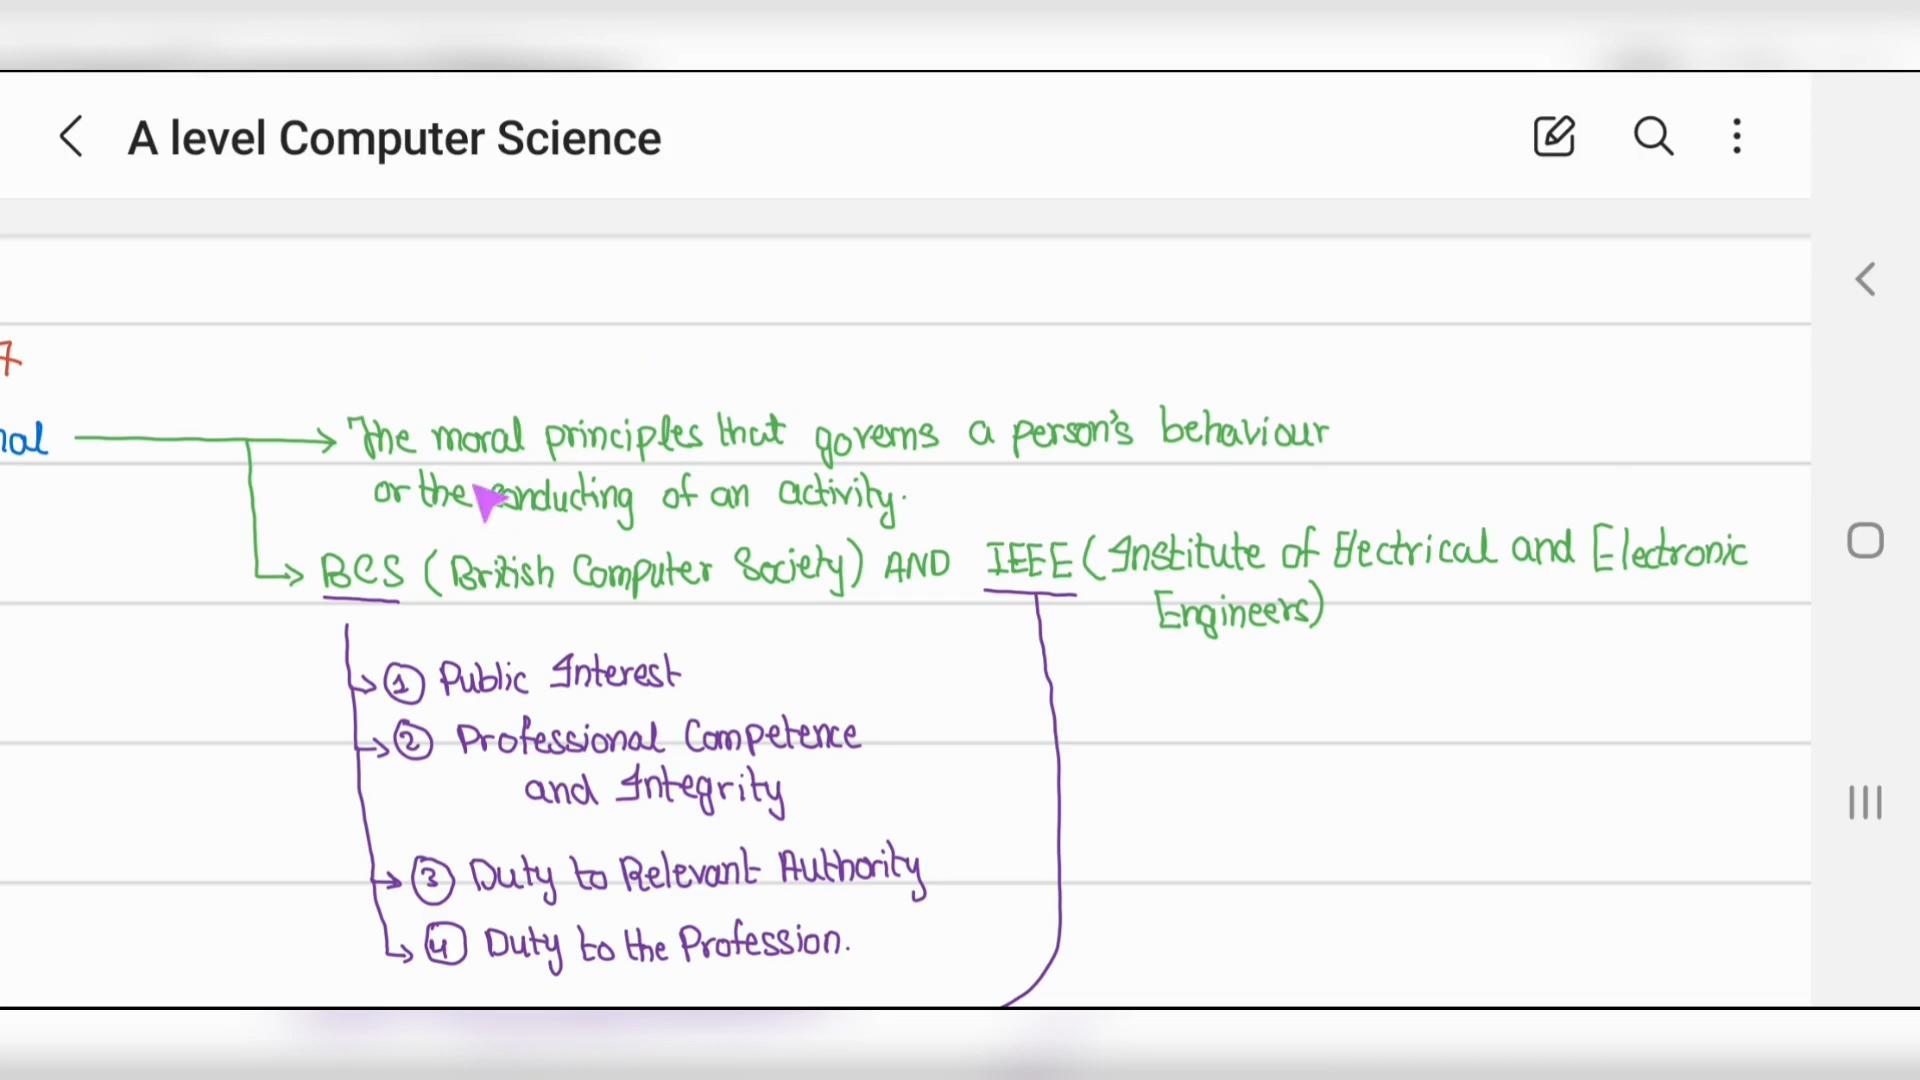 A level Computer Science
7
nal
The moral principles that governs a person's behaviour
or the conducting of an activity.
BCS (British Computer Society) AND IEEE (Institute of Electrical and Electronic
Engineers)
1 Public Interest
2 Professional Competence
and Integrity
3 Duty to Relevant Authority
4 Duty to the Profession.